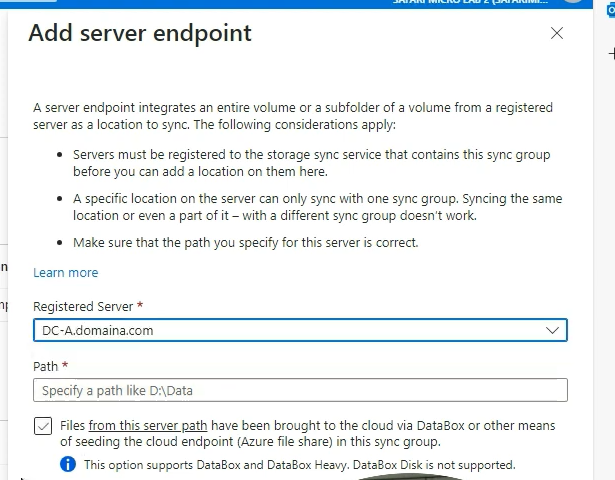 Add server endpoint
A server endpoint integrates an entire volume or a subfolder of a volume from a registered
server as a location to sync. The following considerations apply:
Servers must be registered to the storage sync service that contains this sync group
before you can add a location on them here.
A specific location on the server can only sync with one sync group. Syncing the same
location or even a part of it – with a different sync group doesn't work.
Make sure that the path you specify for this server is correct.
Learn more
Registered Server *
DC-A.domaina.com
Path *
Specify a path like D:\Data
Files from this server path have been brought to the cloud via DataBox or other means
of seeding the cloud endpoint (Azure file share) in this sync group.
This option supports DataBox and DataBox Heavy. DataBox Disk is not supported.